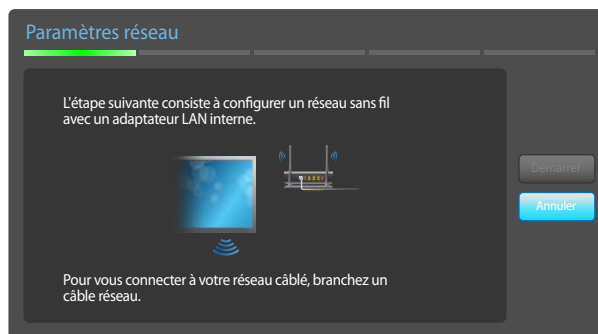 Paramètres réseau
L'étape suivante consiste à configurer un réseau sans fil
avec un adaptateur LAN interne.
Démarrer
Annuler
Pour vous connecter à votre réseau câblé, branchez un
câble réseau.